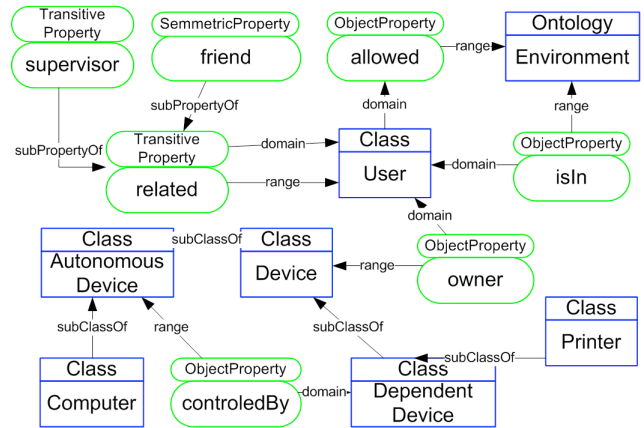 Transitive
Property
supervisor
SemmetricProperty
friend
ObjectProperty
allowed
range
Ontology
Environment
subPropertyOf
domain
range
subPropertyOf
Transitive
Property
related
domain
range
Class
User
domain
ObjectProperty
isIn
domain
Class
Autonomous
Device
subClassOf
Class
Device
range
ObjectProperty
owner
subClassOf
range
subClassOf
Class
Printer
subClassOf
Class
Computer
ObjectProperty
controledBy
domain
Class
Dependent
Device